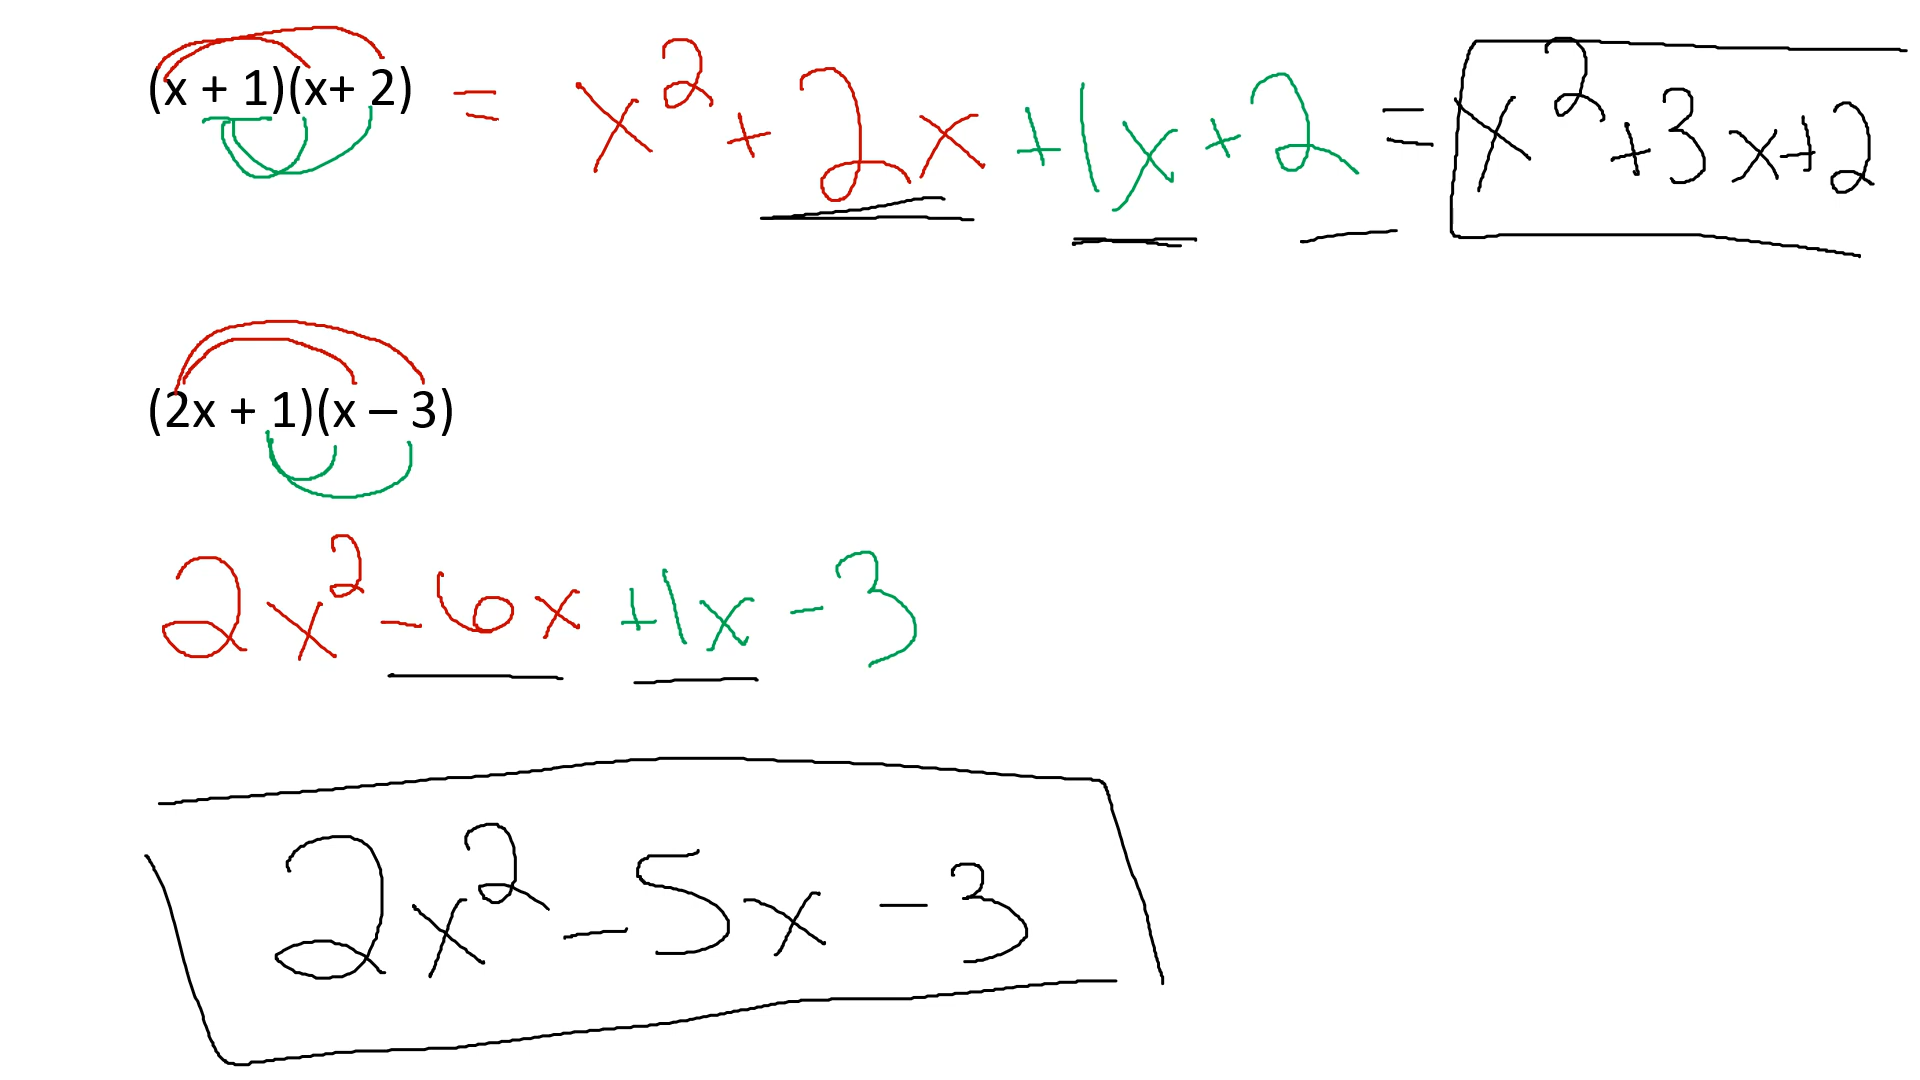 (x + 1)(x+ 2) = x² + 2x + 1x + 2 = x² + 3x + 2
(2x + 1)(x – 3)
2x² - 6x + 1x - 3
2x² - 5x - 3